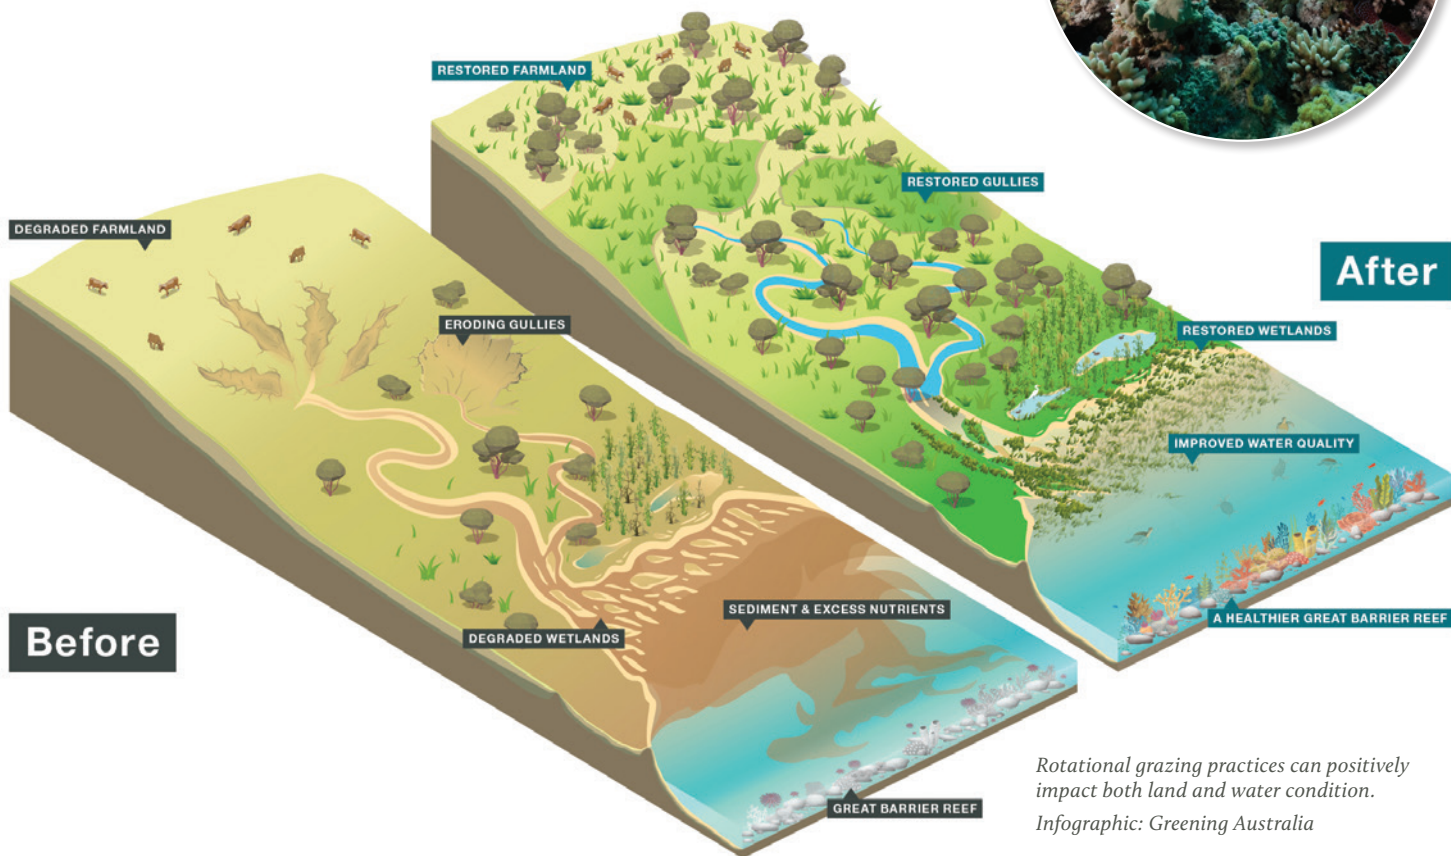 RESTORED FARMLAND
RESTORED GULLIES
DEGRADED FARMLAND
After
ERODING GULLIES
RESTORED WETLANDS
IMPROVED WATER QUALITY
SEDIMENT & EXCESS NUTRIENTS
A HEALTHIER GREAT BARRIER REEF
Before
DEGRADED WETLANDS
GREAT BARRIER REEF
Rotational grazing practices can positively
impact both land and water condition.
Infographic: Greening Australia